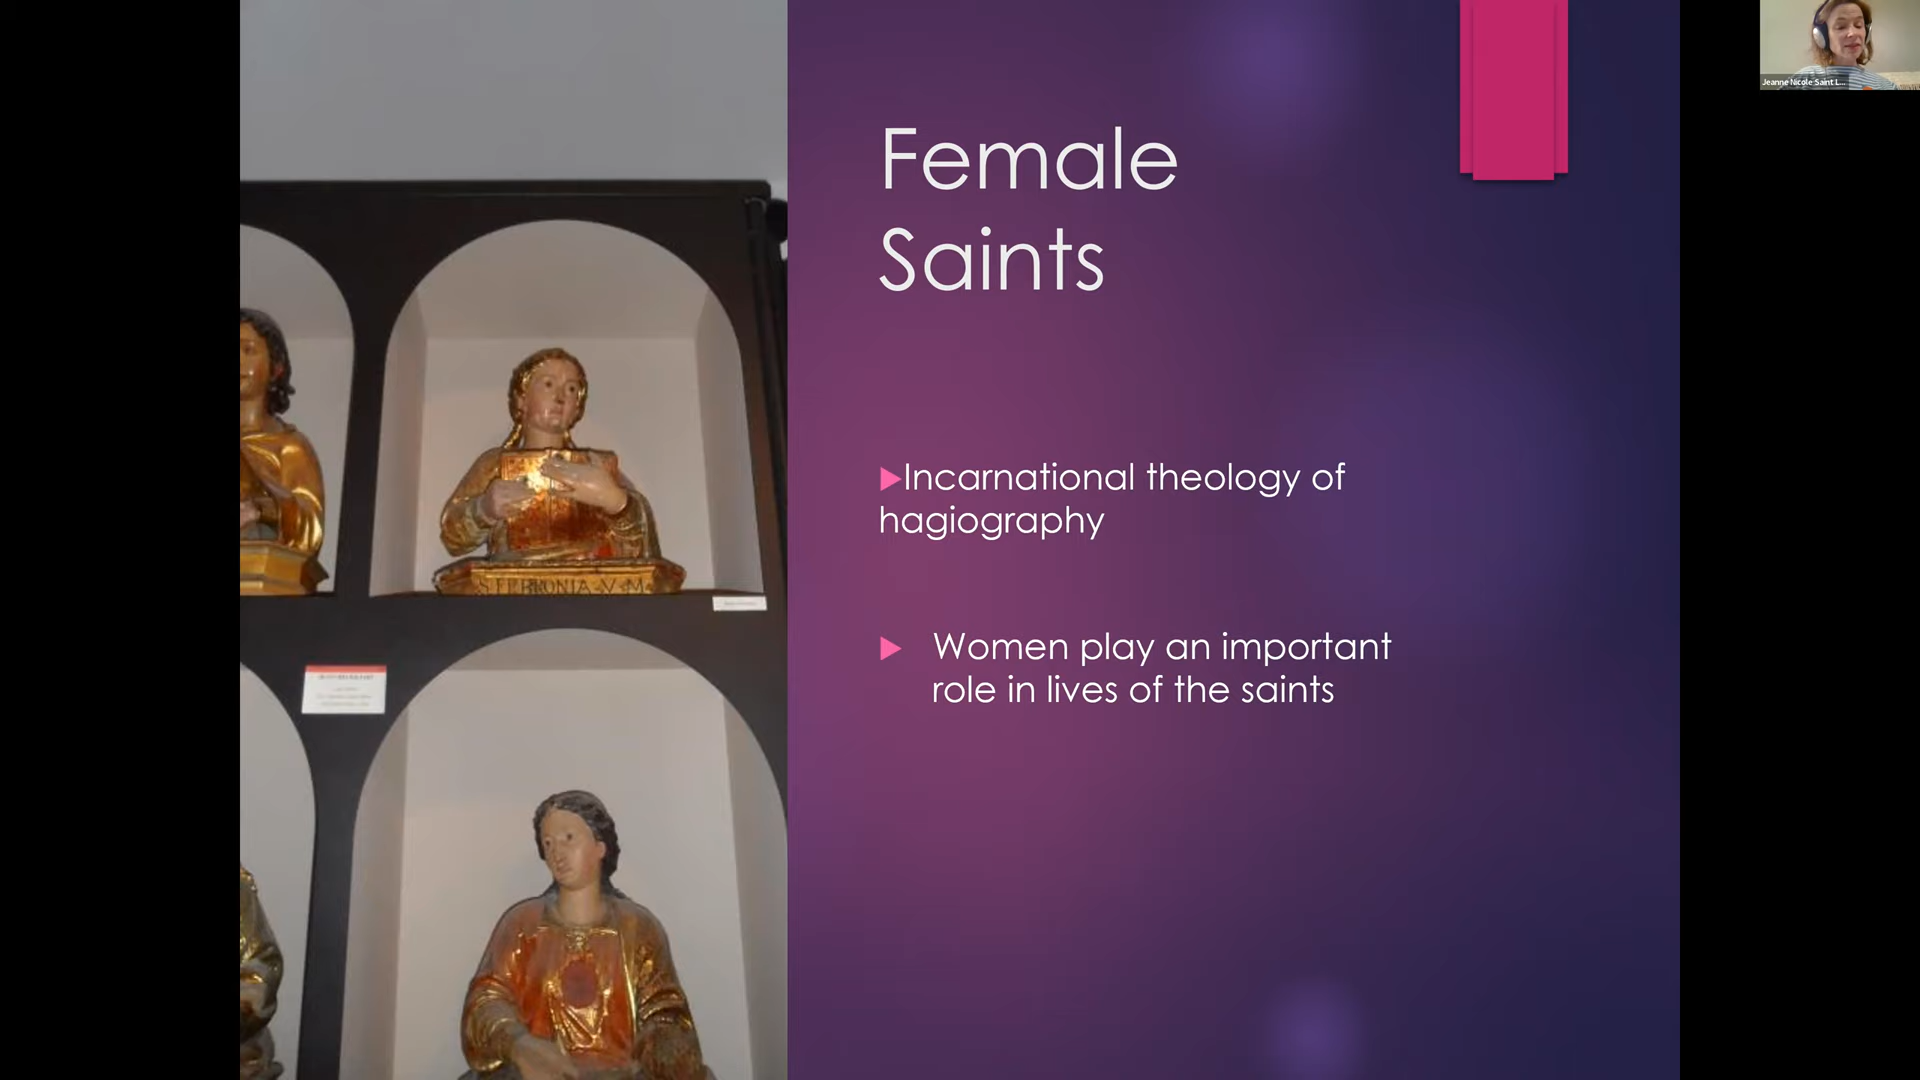 Female
Saints
Incarnational theology of
hagiography
Women play an important
role in lives of the saints
Jeanne Nicole Saint L...